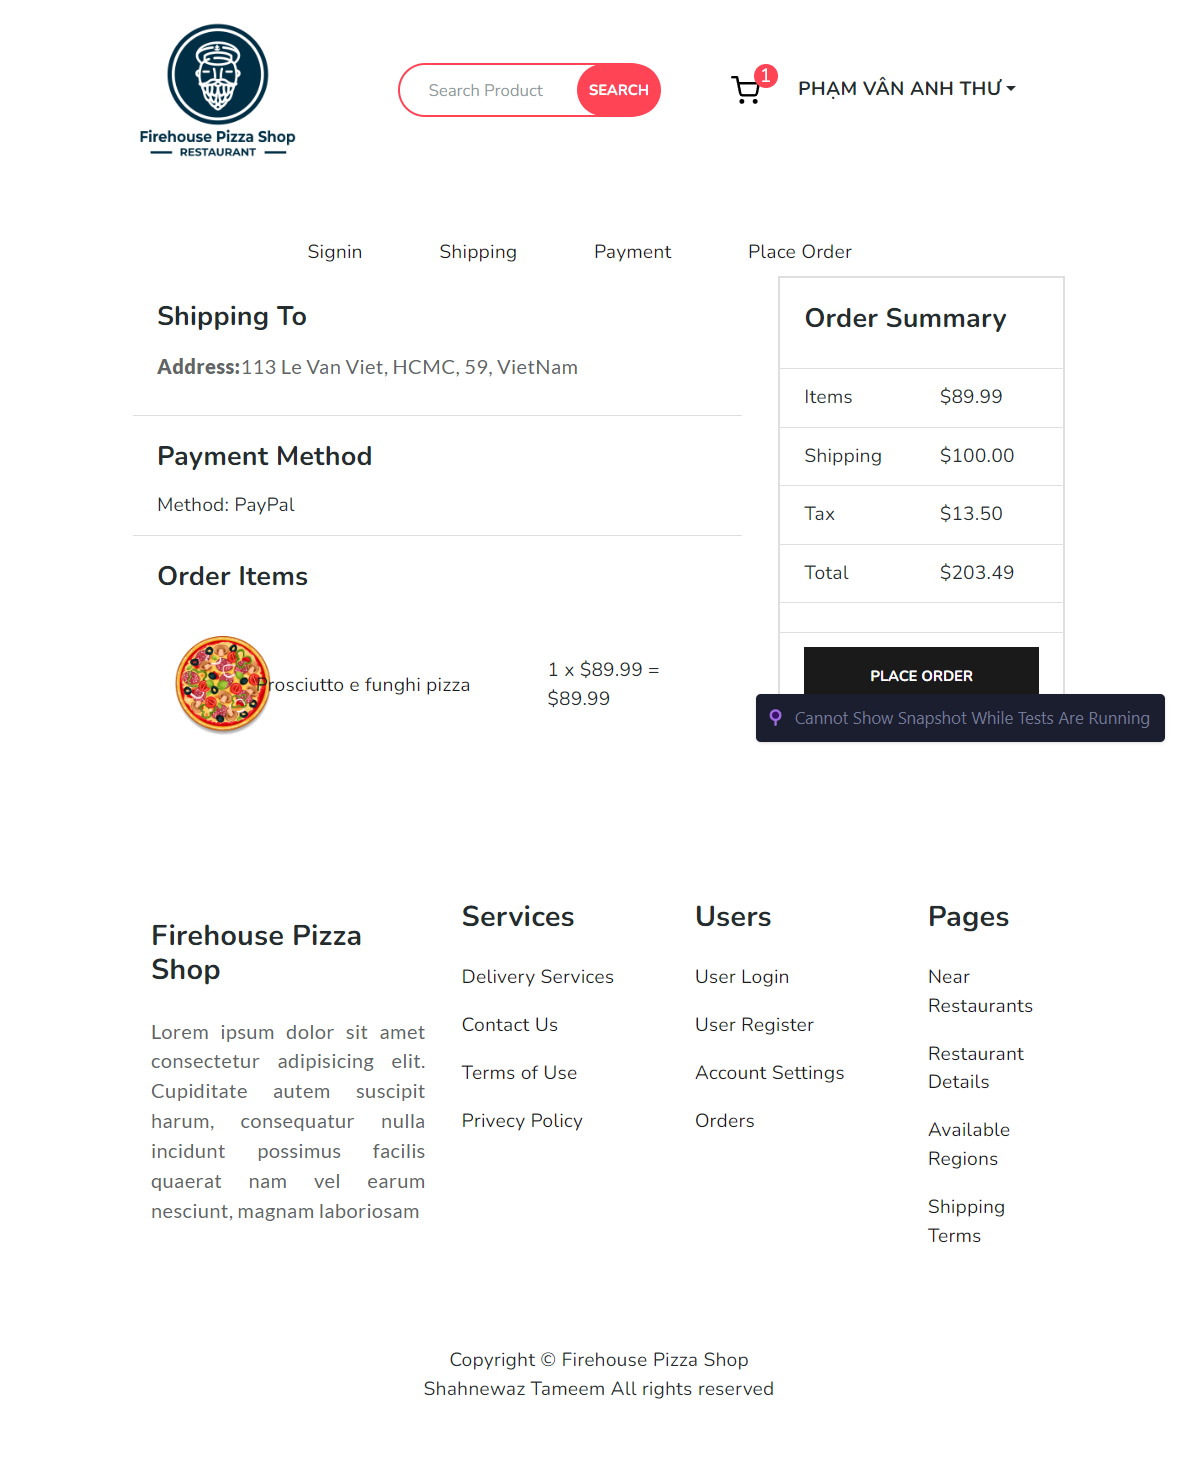 Firehouse Pizza Shop
RESTAURANT
Search Product
SEARCH
1
PHẠM VÂN ANH THƯ
Signin
Shipping
Payment
Place Order
Shipping To
Address:113 Le Van Viet, HCMC, 59, VietNam
Payment Method
Method: PayPal
Order Items
Prosciutto e funghi pizza
1 x $89.99 =
$89.99
Order Summary
Items $89.99
Shipping $100.00
Tax $13.50
Total $203.49
PLACE ORDER
Cannot Show Snapshot While Tests Are Running
Firehouse Pizza
Shop
Lorem ipsum dolor sit amet
consectetur adipisicing elit.
Cupiditate autem suscipit
harum, consequatur nulla
incidunt possimus facilis
quaerat nam vel earum
nesciunt, magnam laboriosam
Services
Delivery Services
Contact Us
Terms of Use
Privecy Policy
Users
User Login
User Register
Account Settings
Orders
Pages
Near
Restaurants
Restaurant
Details
Available
Regions
Shipping
Terms
Copyright © Firehouse Pizza Shop
Shahnewaz Tameem All rights reserved